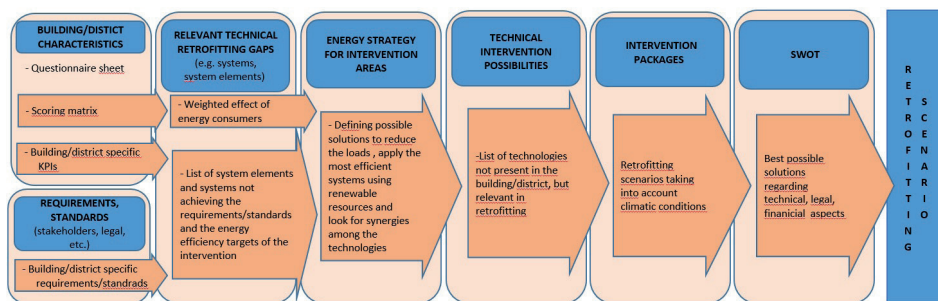 BUILDING/DISTICT
CHARACTERISTICS
- Questionnaire sheet
- Scoring matrix
- Building/district specific
KPIs
REQUIREMENTS,
STANDARDS
(stakeholders, legal,
etc.)
- Building/district specific
requirements/standrads
RELEVANT TECHNICAL
RETROFITTING GAPS
(e.g. systems,
system elements)
- Weighted effect of
energy consumers
- List of system elements
and systems not
achieving the
requirements/standards
and the energy
efficiency targets of the
intervention
ENERGY STRATEGY
FOR INTERVENTION
AREAS
- Defining possible
solutions to reduce
the loads , apply the
most efficient
systems using
renewable
resources and look
for synergies
among the
technologies
TECHNICAL
INTERVENTION
POSSIBILITIES
-List of technologies
not present in the
building/district, but
relevant in
retrofitting
INTERVENTION
PACKAGES
Retrofitting
scenarios taking
into account
climatic conditions
SWOT
Best possible
solutions
regarding
technical, legal,
finanicial aspects
RETROFITTING
SCENARIO